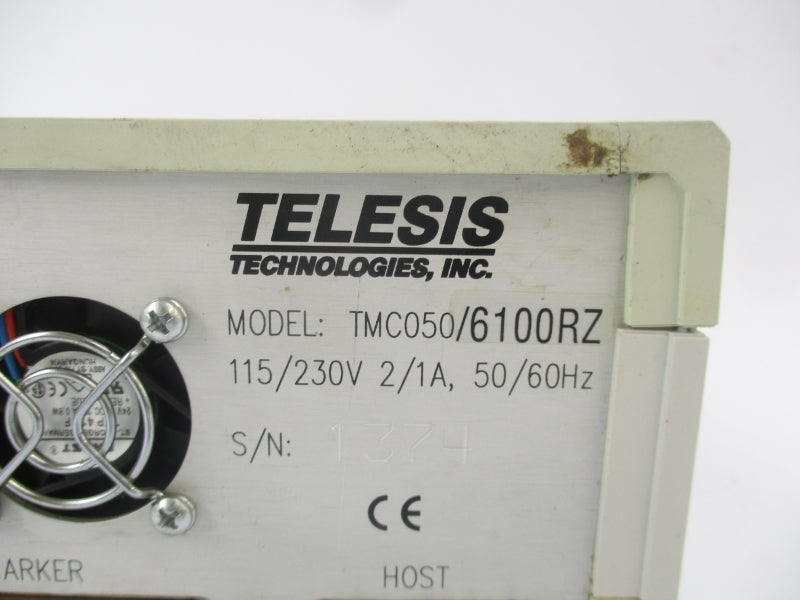 TELESIS
TECHNOLOGIES, INC.
MODEL: TMC050/6100RZ
115/230V 2/1A, 50/60Hz
S/N: 1374
CE
ARKER
HOST